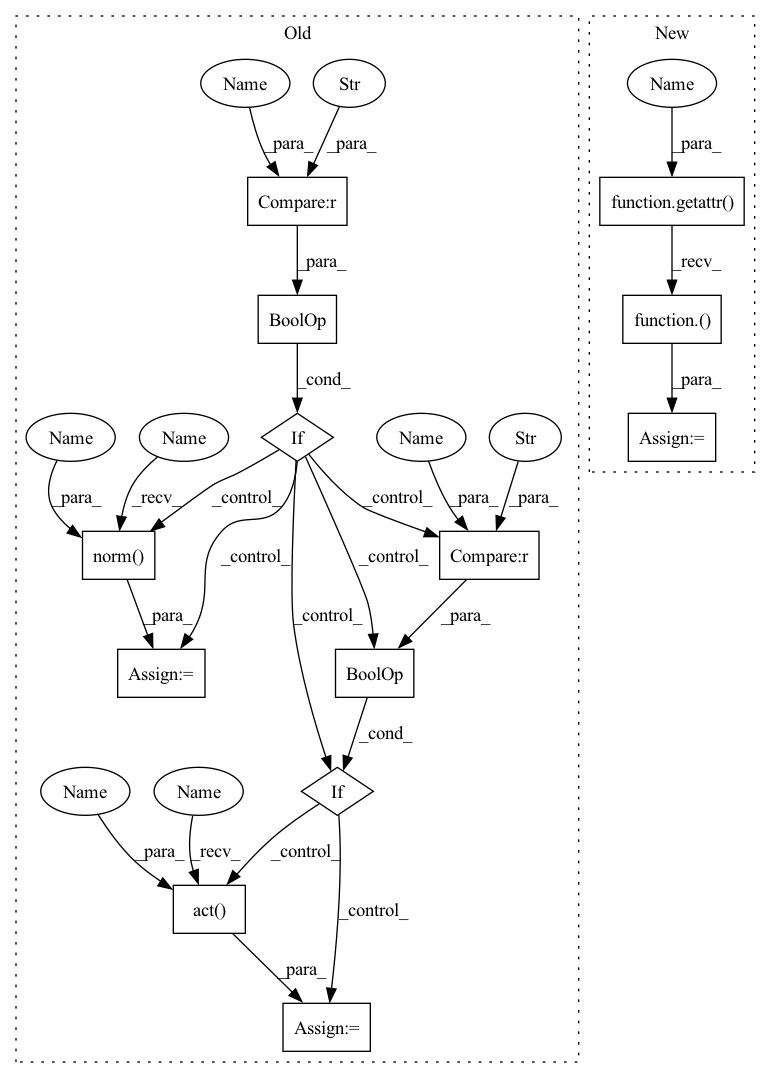 Old
New
Name
Str
Name
_para_
_para_
_para_
Compare:r
function.getattr()
_para_
_recv_
BoolOp
function.()
_cond_
_para_
Name
Name
If
Name
Str
Assign:=
_para_
_recv_
_control_
_control_
_para_
_para_
norm()
_control_
_control_
Compare:r
_para_
_control_
_para_
Assign:=
BoolOp
_cond_
Name
Name
If
_para_
_recv_
_control_
act()
_control_
_para_
Assign:=